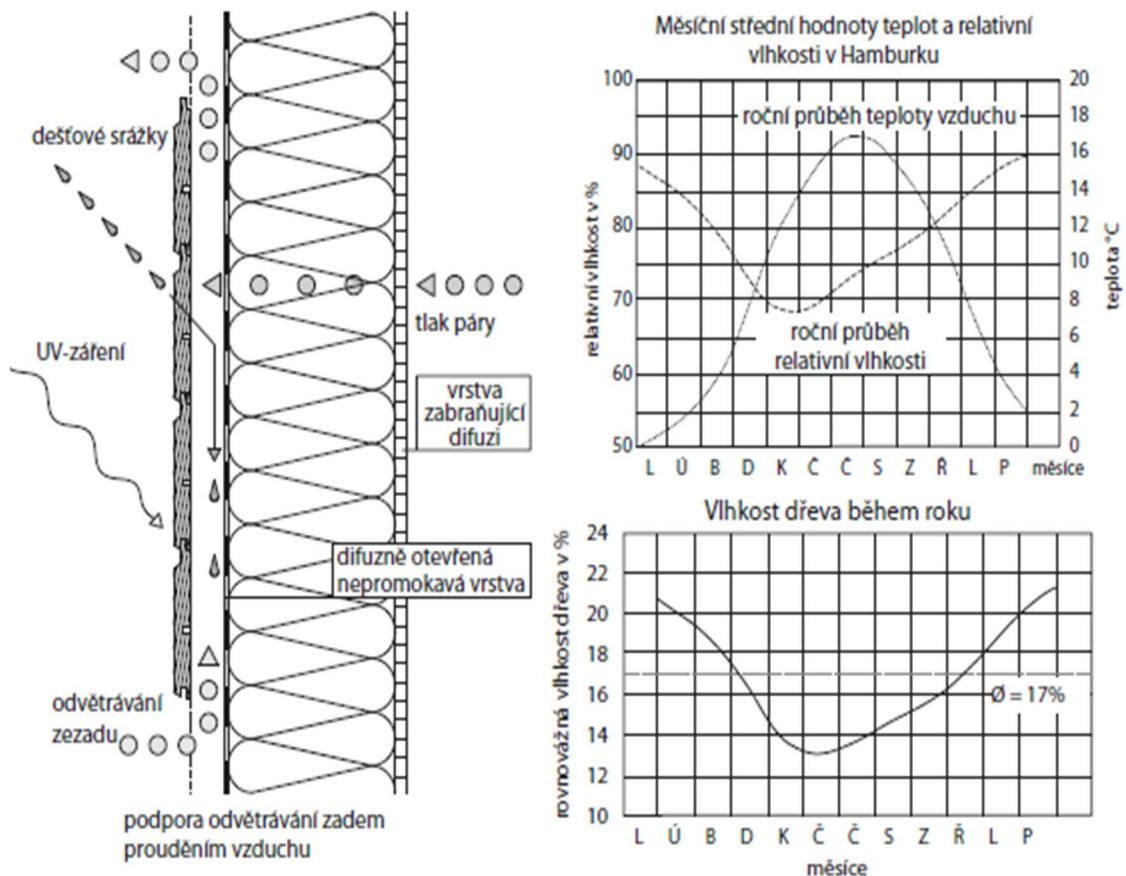 dešťové srážky
UV-záření
odvětrávání
zezadu
tlak páry
vrstva
zabraňující
difuzi
difuzně otevřená
nepromokavá vrstva
podpora odvětrávání zadem
prouděním vzduchu
Měsíční střední hodnoty teplot a relativní
vlhkosti v Hamburku
100
90
80
70
60
50
relativní vlhkost v %
roční průběh teploty vzduchu
roční průběh
relativní vlhkosti
20
18
16
14
12
10
8
6
4
2
0
teplota °C
L Ú B D K Č Č S Z Ř L P měsíce
Vlhkost dřeva během roku
24
22
20
18
16
14
12
10
rovnovážná vlhkost dřeva v %
Ø = 17%
L Ú B D K Č Č S Z Ř L P
měsíce